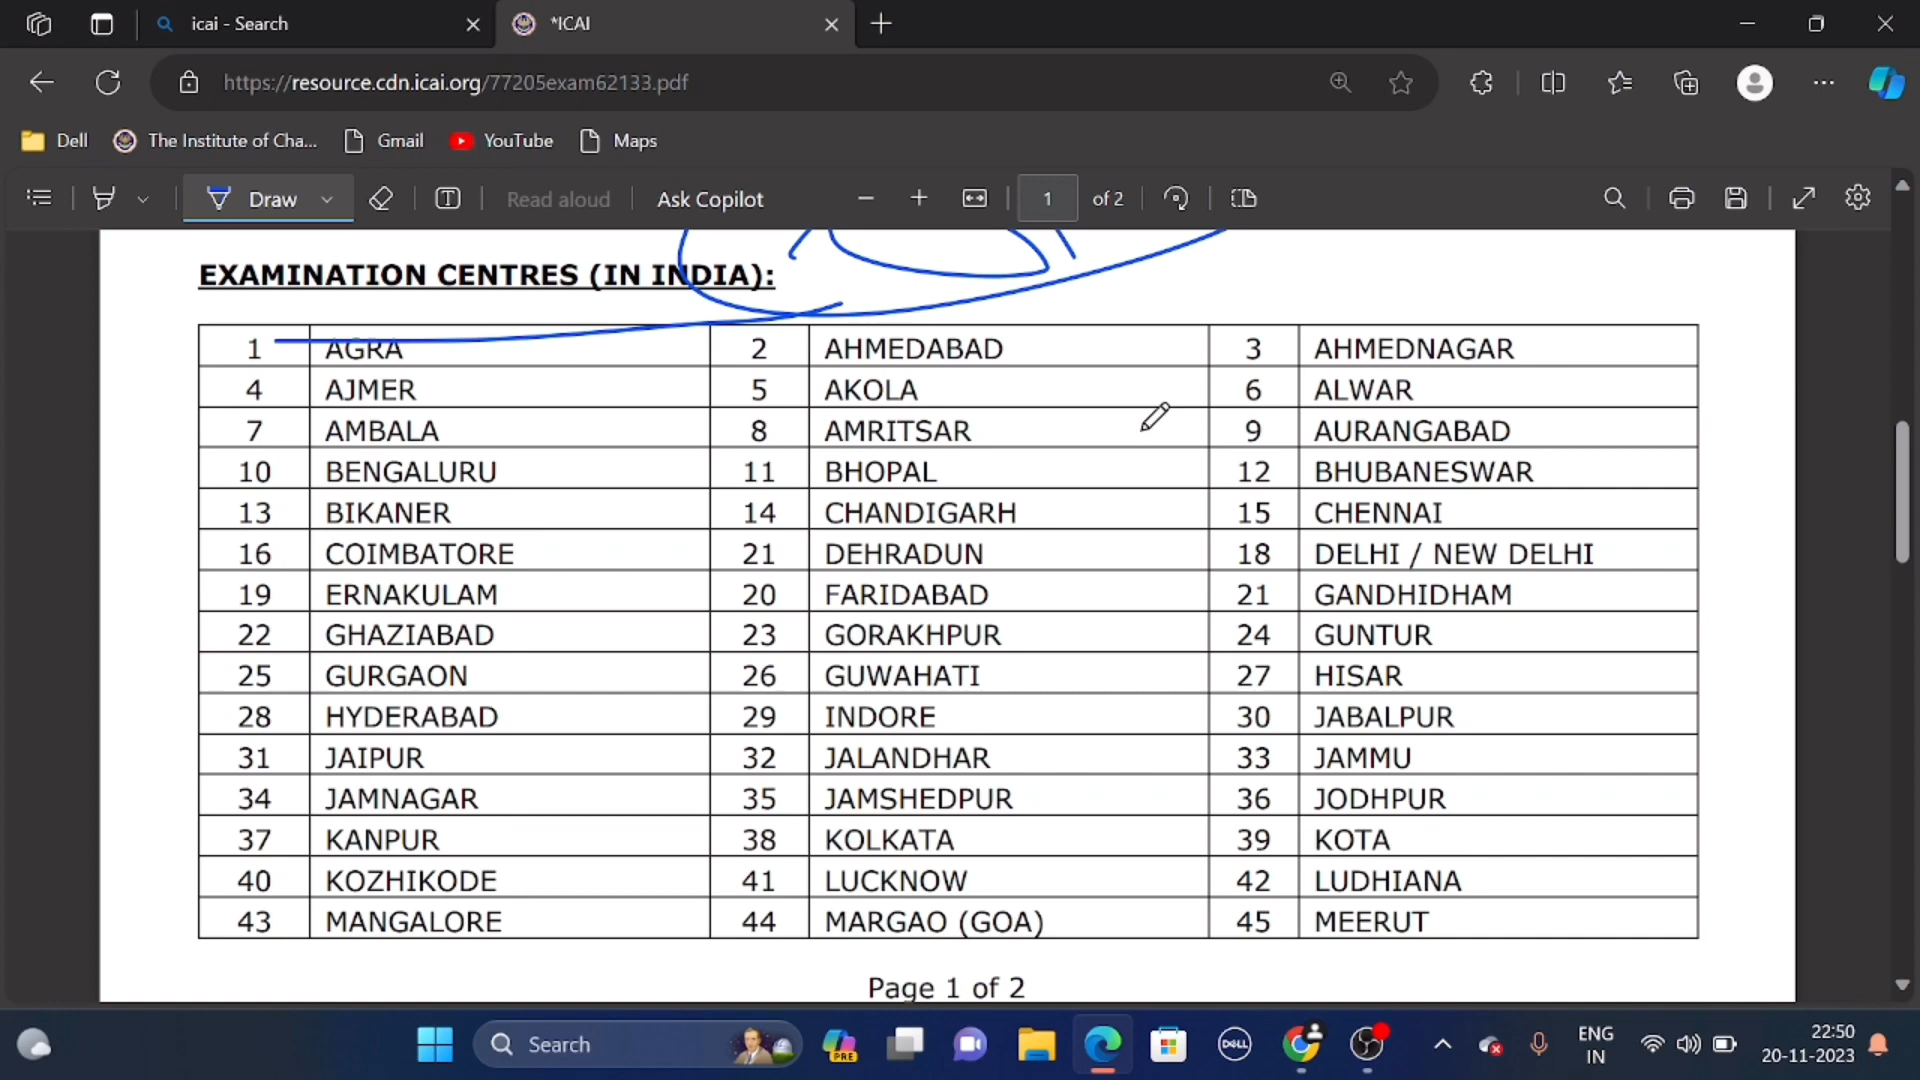 icai - Search
*ICAI
https://resource.cdn.icai.org/77205exam62133.pdf
Dell The Institute of Cha... Gmail YouTube Maps
Draw Read aloud Ask Copilot 1 of 2
EXAMINATION CENTRES (IN INDIA):
1 AGRA 2 AHMEDABAD 3 AHMEDNAGAR
4 AJMER 5 AKOLA 6 ALWAR
7 AMBALA 8 AMRITSAR 9 AURANGABAD
10 BENGALURU 11 BHOPAL 12 BHUBANESWAR
13 BIKANER 14 CHANDIGARH 15 CHENNAI
16 COIMBATORE 21 DEHRADUN 18 DELHI / NEW DELHI
19 ERNAKULAM 20 FARIDABAD 21 GANDHIDHAM
22 GHAZIABAD 23 GORAKHPUR 24 GUNTUR
25 GURGAON 26 GUWAHATI 27 HISAR
28 HYDERABAD 29 INDORE 30 JABALPUR
31 JAIPUR 32 JALANDHAR 33 JAMMU
34 JAMNAGAR 35 JAMSHEDPUR 36 JODHPUR
37 KANPUR 38 KOLKATA 39 KOTA
40 KOZHIKODE 41 LUCKNOW 42 LUDHIANA
43 MANGALORE 44 MARGAO (GOA) 45 MEERUT
Page 1 of 2
Search PRE DELL ENG 22:50
IN 20-11-2023